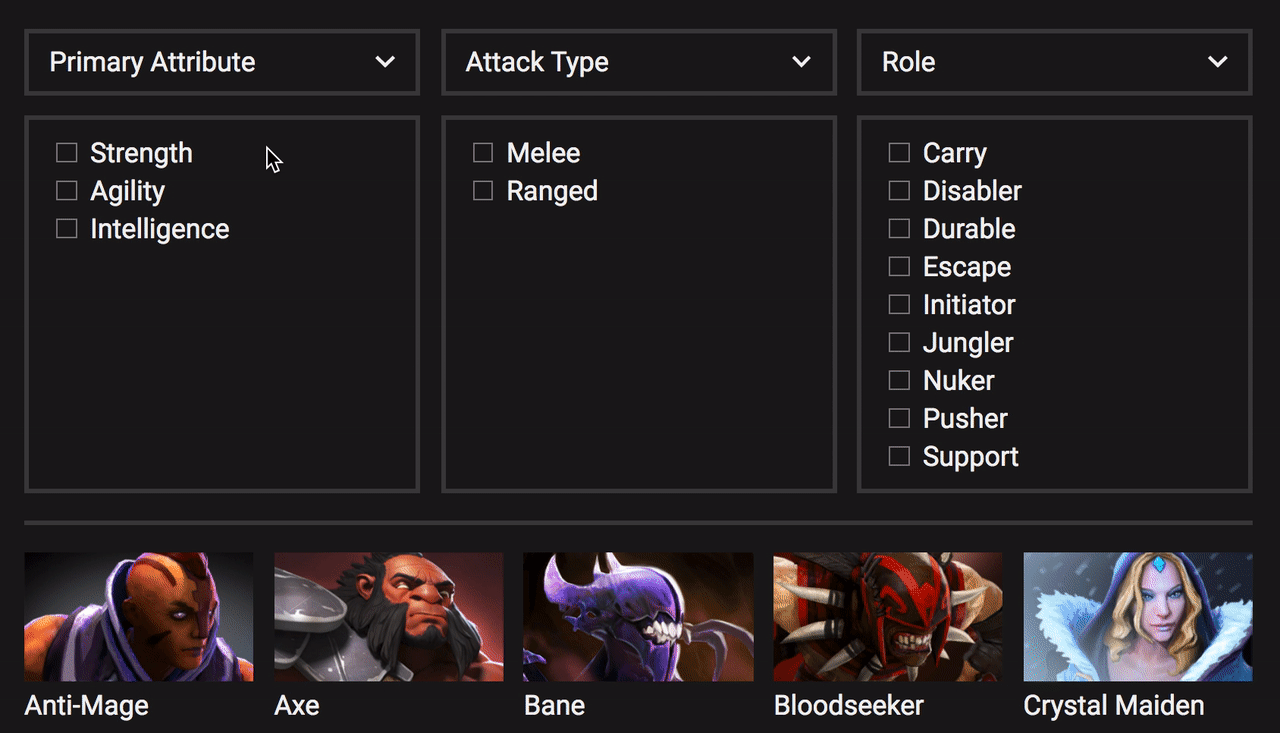 Primary Attribute
Attack Type
Role
Strength
Agility
Intelligence
Melee
Ranged
Carry
Disabler
Durable
Escape
Initiator
Jungler
Nuker
Pusher
Support
Anti-Mage
Axe
Bane
Bloodseeker
Crystal Maiden